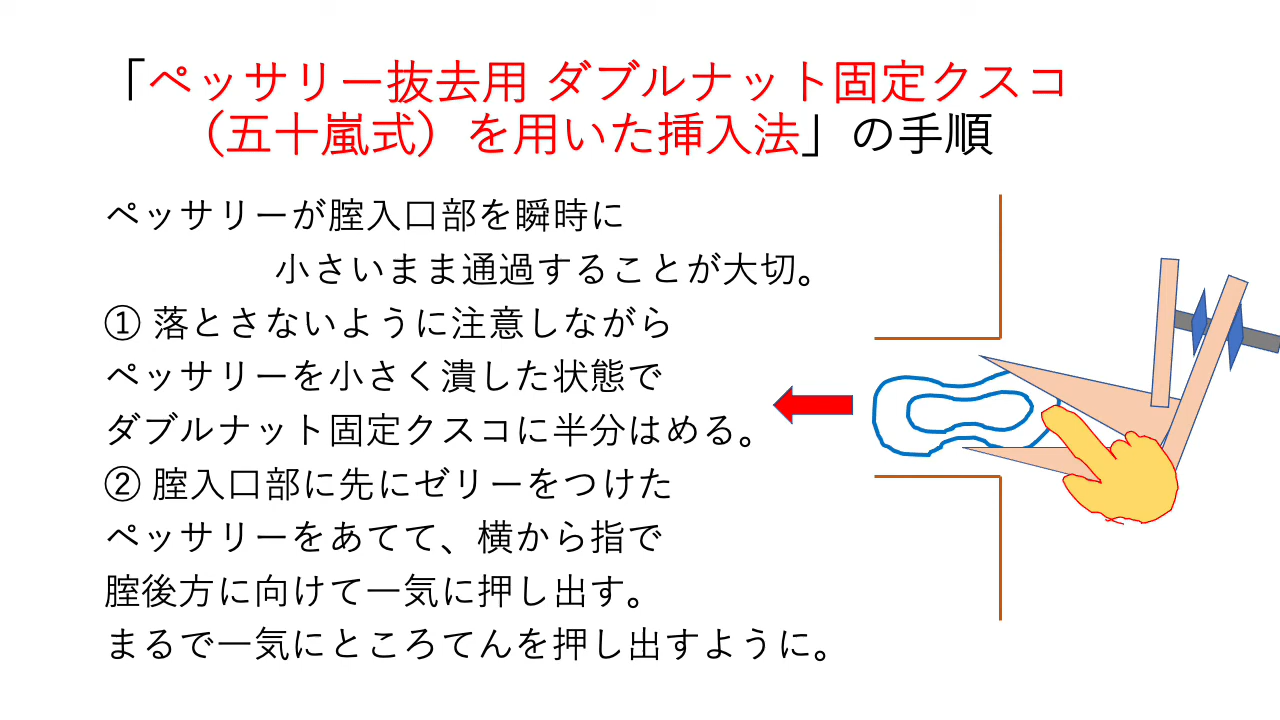 「ペッサリー抜去用 ダブルナット固定クスコ
（五十嵐式）を用いた挿入法」の手順
ペッサリーが腟入口部を瞬時に
小さいまま通過することが大切。
① 落とさないように注意しながら
ペッサリーを小さく潰した状態で
ダブルナット固定クスコに半分はめる。
② 腟入口部に先にゼリーをつけた
ペッサリーをあてて、横から指で
腟後方に向けて一気に押し出す。
まるで一気にところてんを押し出すように。